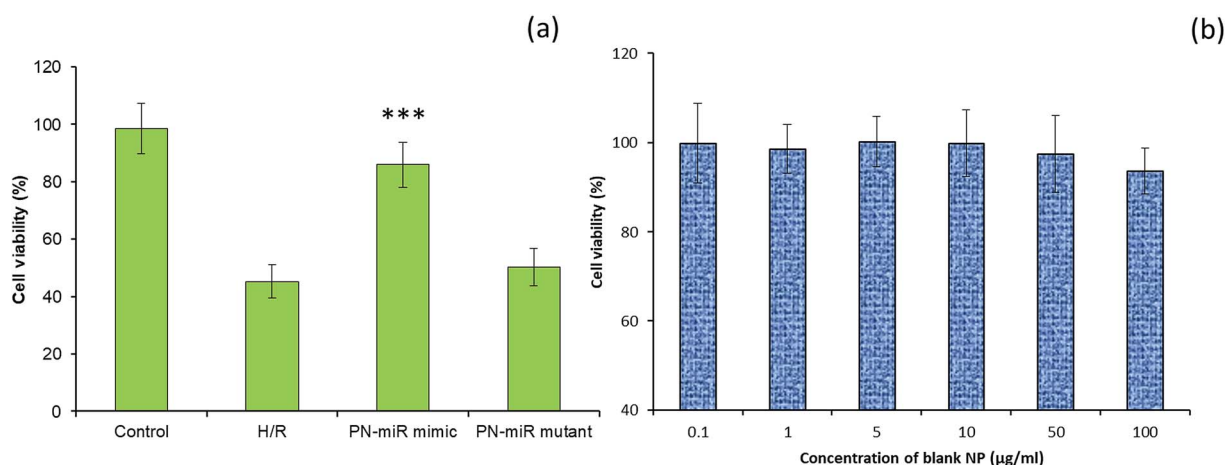 (a)
120
100
80
60
40
20
0
Cell viability (%)
***
Control H/R PN-miR mimic PN-miR mutant
(b)
120
100
80
60
40
Cell viability (%)
0.1 1 5 10 50 100
Concentration of blank NP (µg/ml)